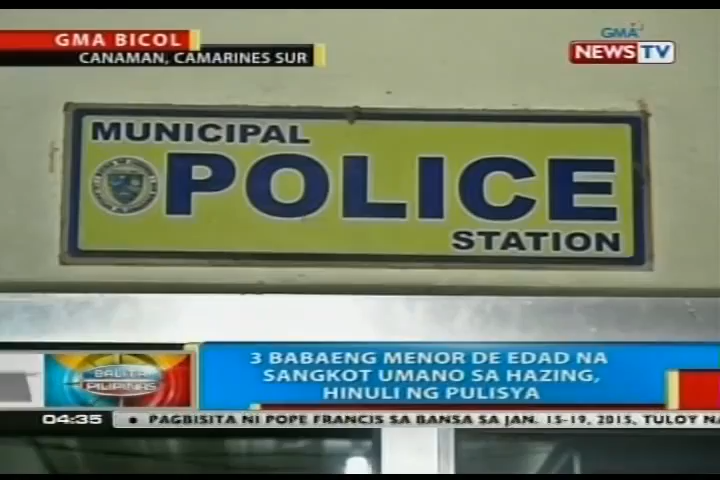 GMA BICOL
CANAMAN, CAMARINES SUR
GMA
NEWS TV
MUNICIPAL
POLICE
STATION
BALITA
PILIPINAS
3 BABAENG MENOR DE EDAD NA
SANGKOT UMANO SA HAZING,
HINULI NG PULISYA
04:35
• PAGBISITA NI POPE FRANCIS SA BANSA SA JAN. 15-19, 2015, TULOY NA